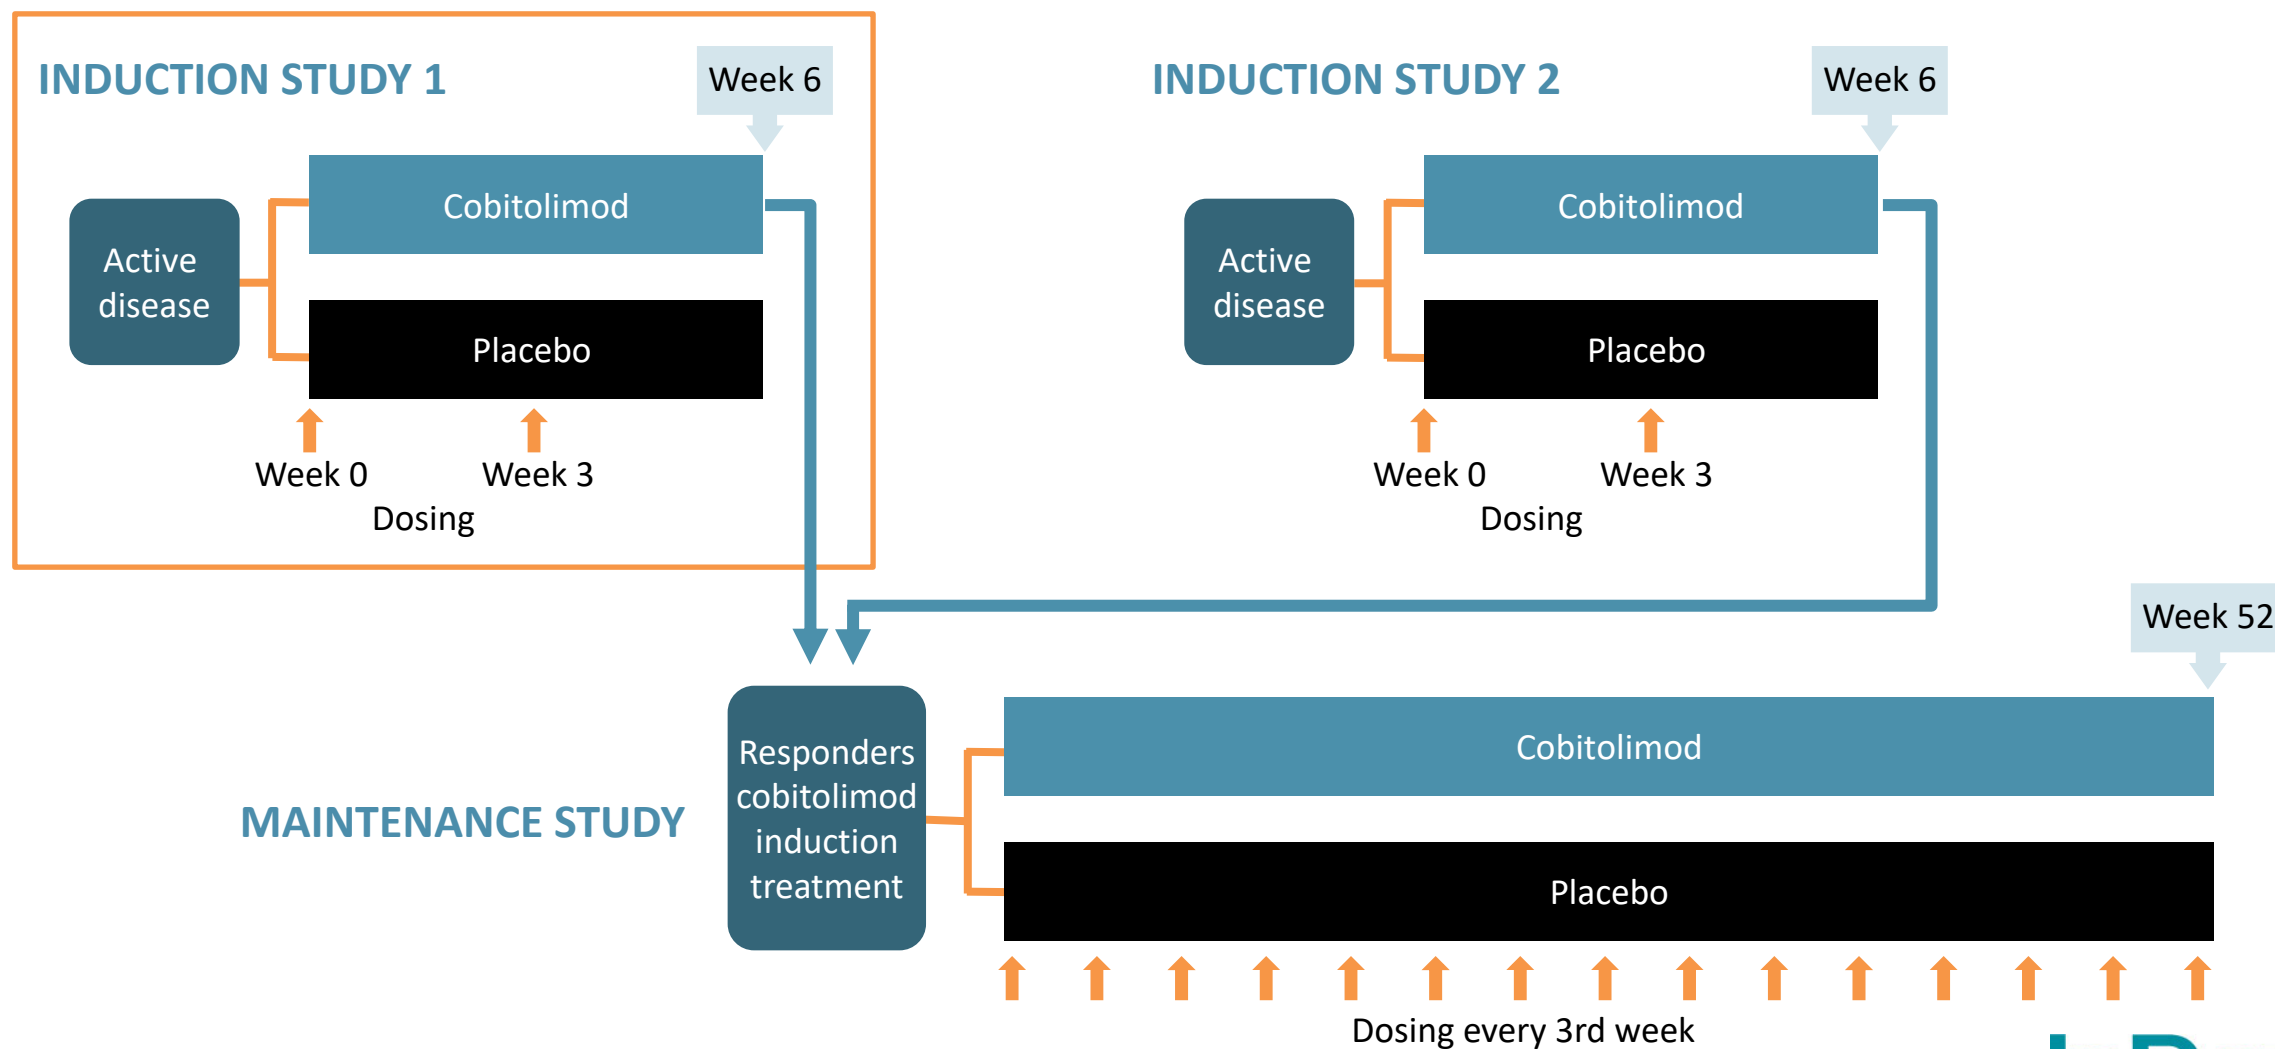 INDUCTION STUDY 1
Week 6
Cobitolimod
Active
disease
Placebo
Week 0
Week 3
Dosing
INDUCTION STUDY 2
Week 6
Cobitolimod
Active
disease
Placebo
Week 0
Week 3
Dosing
Week 52
MAINTENANCE STUDY
Responders
cobitolimod
induction
treatment
Cobitolimod
Placebo
Dosing every 3rd week